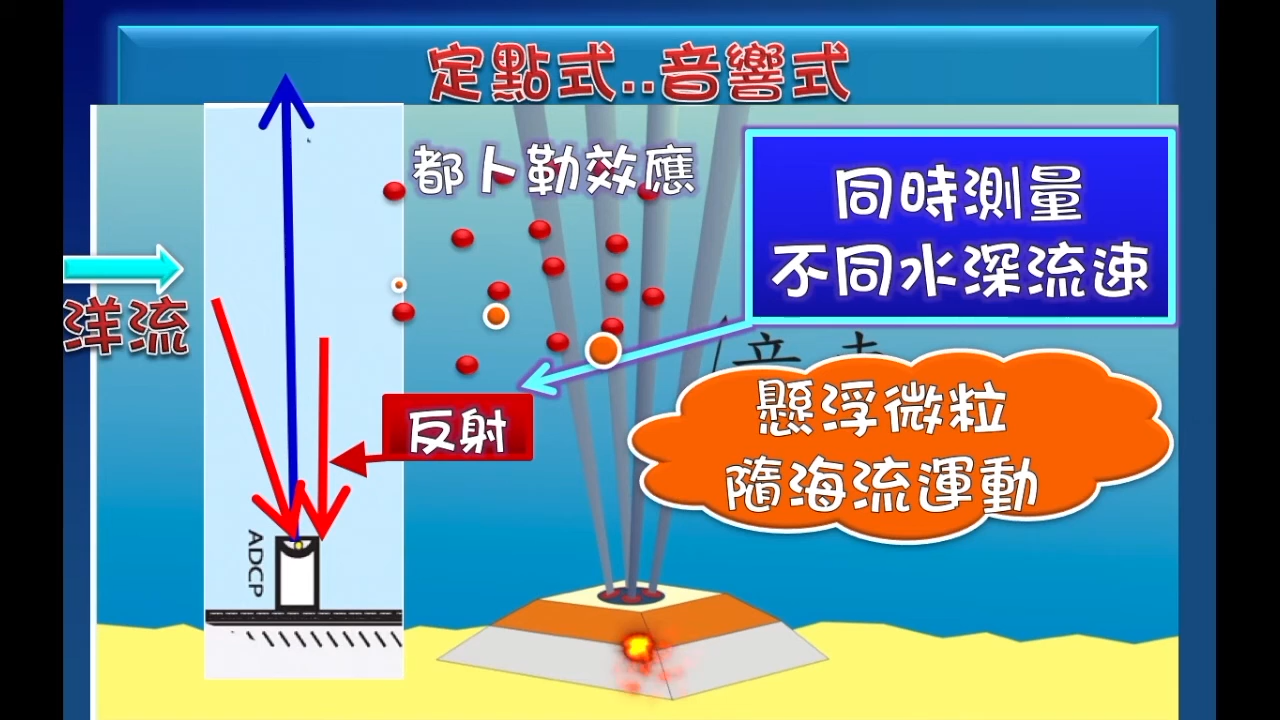 定點式..音響式
都卜勒效應
同時測量
不同水深流速
洋流
反射
懸浮微粒
隨海流運動
ADCP